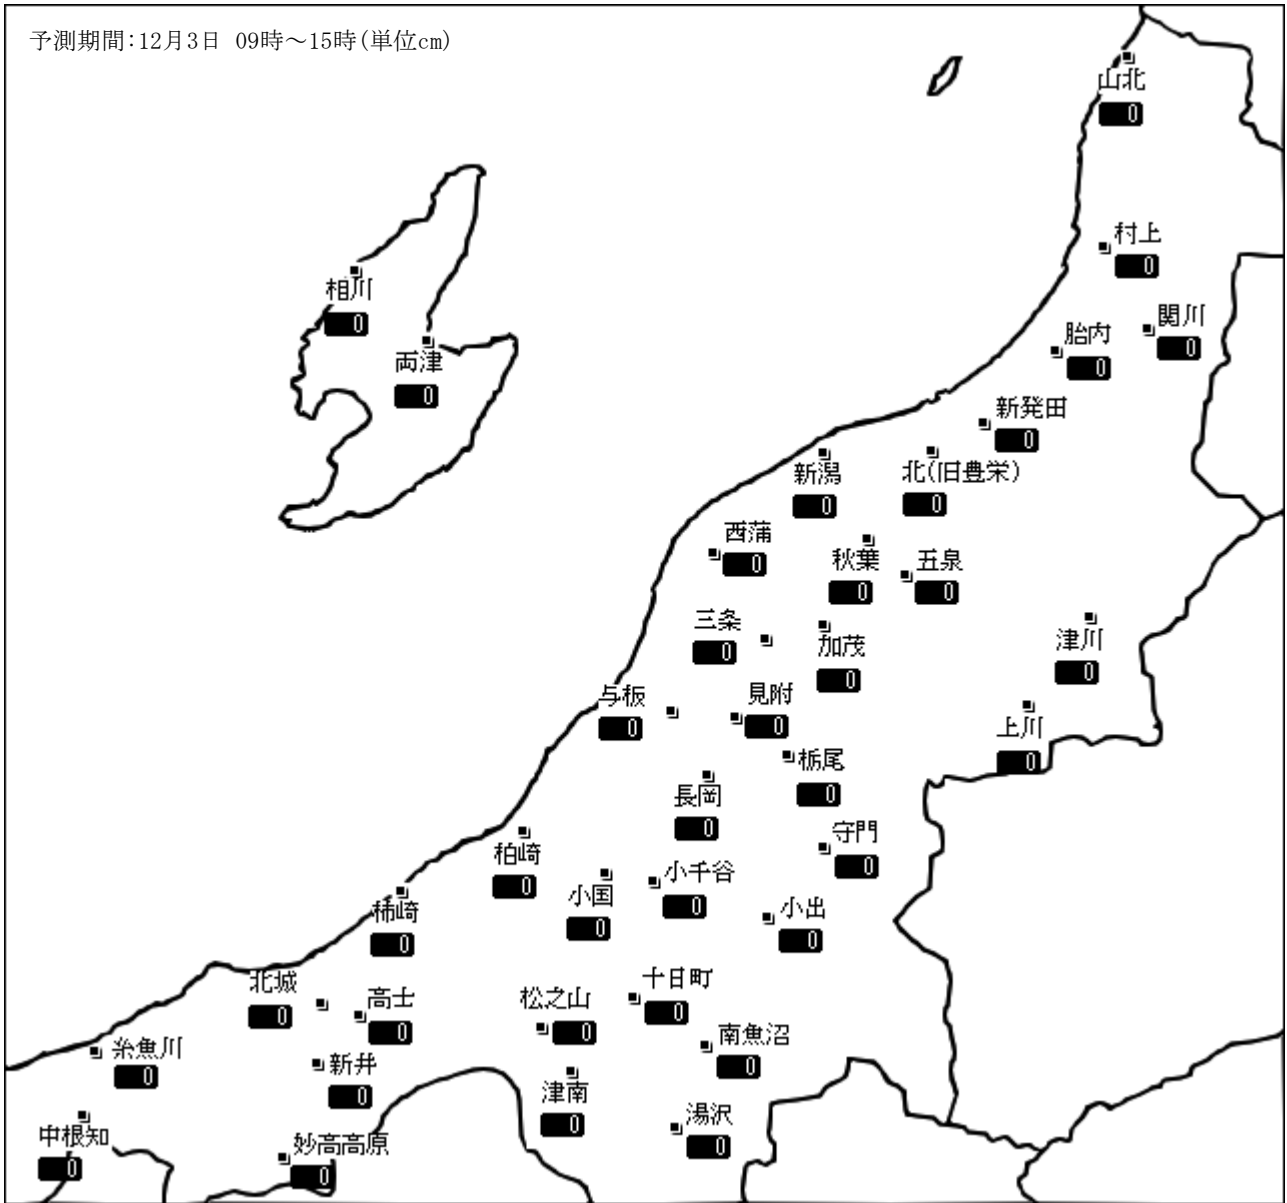 予測期間:12月3日 09時～15時(単位cm)
山北
0
村上
0
関川
0
胎内
0
相川
0
両津
0
新発田
0
新潟
0
北(旧豊栄)
0
西蒲
0
秋葉
0
五泉
0
三条
0
加茂
0
津川
0
与板
0
見附
0
上川
0
栃尾
0
長岡
0
守門
0
柏崎
0
小国
0
小千谷
0
小出
0
柿崎
0
北城
0
高士
0
松之山
0
十日町
0
南魚沼
0
糸魚川
0
新井
0
津南
0
湯沢
0
中根知
0
妙高高原
0